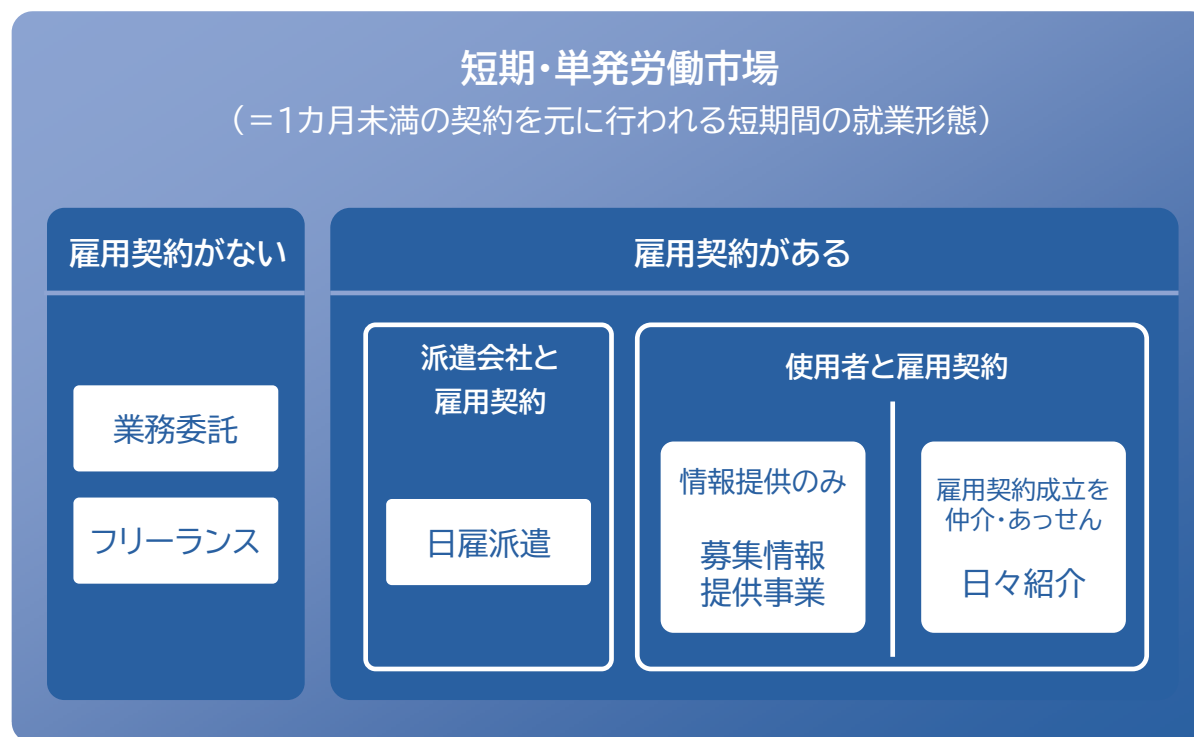 短期・単発労働市場
（＝1カ月未満の契約を元に行われる短期間の就業形態）
雇用契約がない
業務委託
フリーランス
雇用契約がある
派遣会社と
雇用契約
日雇派遣
使用者と雇用契約
情報提供のみ
募集情報
提供事業
雇用契約成立を
仲介・あっせん
日々紹介